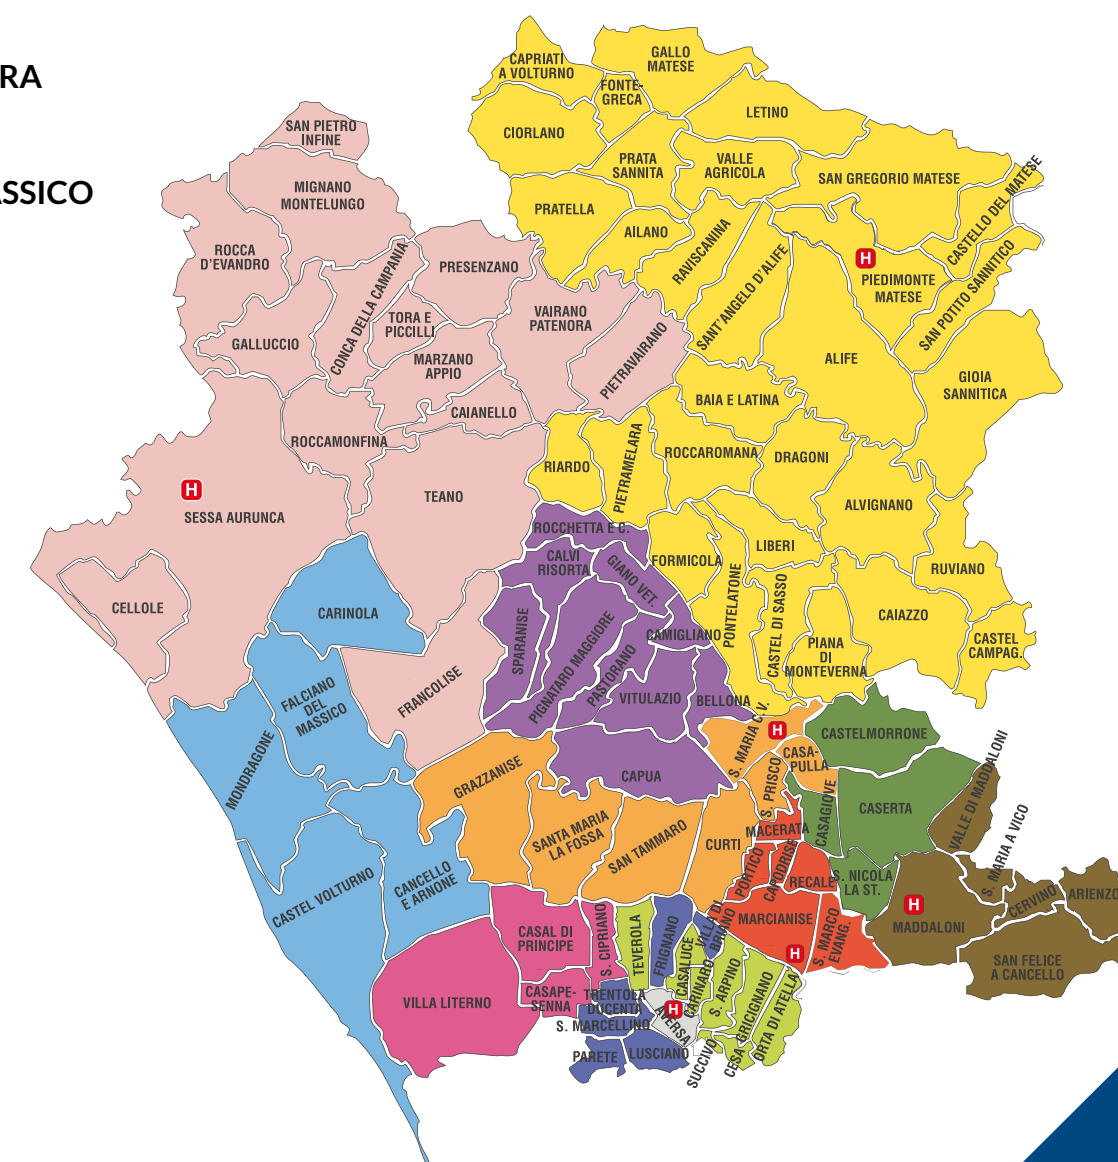 RA
ASSICO
CAPRIATI
A VOLTURNO
GALLO
MATESE
FONTE-
GRECA
LETINO
CIORLANO
SAN PIETRO
INFINE
PRATA
SANNITA
VALLE
AGRICOLA
SAN GREGORIO MATESE
CASTELLO DEL MATESE
MIGNANO
MONTELUNGO
PRATELLA
AILANO
RAVISCANINA
SANT'ANGELO D'ALIFE
H
PIEDIMONTE
MATESE
SAN POTITO SANNITICO
ROCCA
D'EVANDRO
CONCA DELLA CAMPANIA
PRESENZANO
TORA E
PICCILLI
VAIRANO
PATENORA
PIETRAVAIRANO
GALLUCCIO
MARZANO
APPIO
ALIFE
GIOIA
SANNITICA
BAIA E LATINA
CAIANELLO
ROCCAMONFINA
RIARDO
PIETRAMELARA
ROCCAROMANA
DRAGONI
H
SESSA AURUNCA
TEANO
ALVIGNANO
ROCCHETTA E C.
CALVI
RISORTA
GIANO VET.
FORMICOLA
LIBERI
RUVIANO
CELLOLE
CARINOLA
SPARANISE
PIGNATARO MAGGIORE
PASTORANO
CAMIGLIANO
PONTELATONE
CASTEL DI SASSO
PIANA
DI
MONTEVERNA
CAIAZZO
CASTEL
CAMPAG.
FALCIANO
DEL
MASSICO
FRANCOLISE
VITULAZIO
BELLONA
MONDRAGONE
GRAZZANISE
CAPUA
S. MARIA C.V.
H
CASA-
PULLA
CASTELMORRONE
S. PRISCO
CASAGIOVE
CASERTA
VALLE DI MADDALONI
SANTA MARIA
LA FOSSA
SAN TAMMARO
CURTI
MACERATA
PORTICO
CAPODRISE
RECALE
S. NICOLA
LA ST.
S. MARIA A VICO
CASTEL VOLTURNO
CANCELLO
E ARNONE
H
MADDALONI
CERVINO
ARIENZO
CASAL DI
PRINCIPE
S. CIPRIANO
TEVEROLA
FRIGNANO
CASALUCE
VILLA DI
BRIANO
MARCIANISE
H
S. MARCO
EVANG.
SAN FELICE
A CANCELLO
VILLA LITERNO
CASAPE-
SENNA
TRENTOLA
DUCENTA
S. MARCELLINO
H
AVERSA
CARINARO
S. ARPINO
GRICIGNANO
ORTA DI ATELLA
PARETE
LUSCIANO
SUCCIVO
CESA